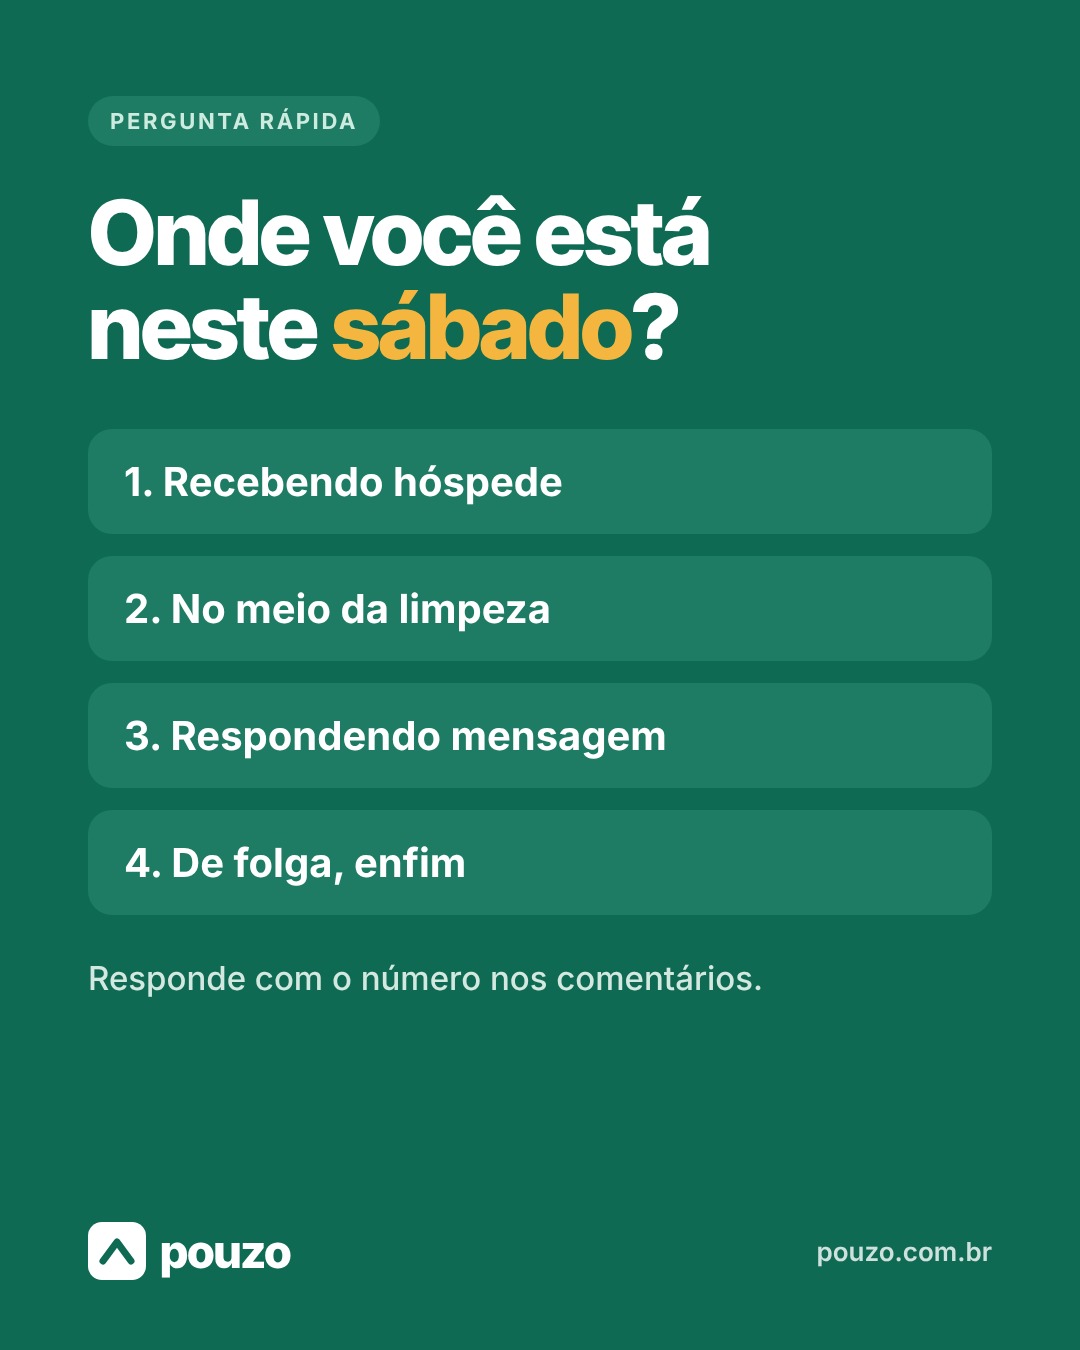 PERGUNTA RÁPIDA
Onde você está
neste sábado?
1. Recebendo hóspede
2. No meio da limpeza
3. Respondendo mensagem
4. De folga, enfim
Responde com o número nos comentários.
pouzo
pouzo.com.br